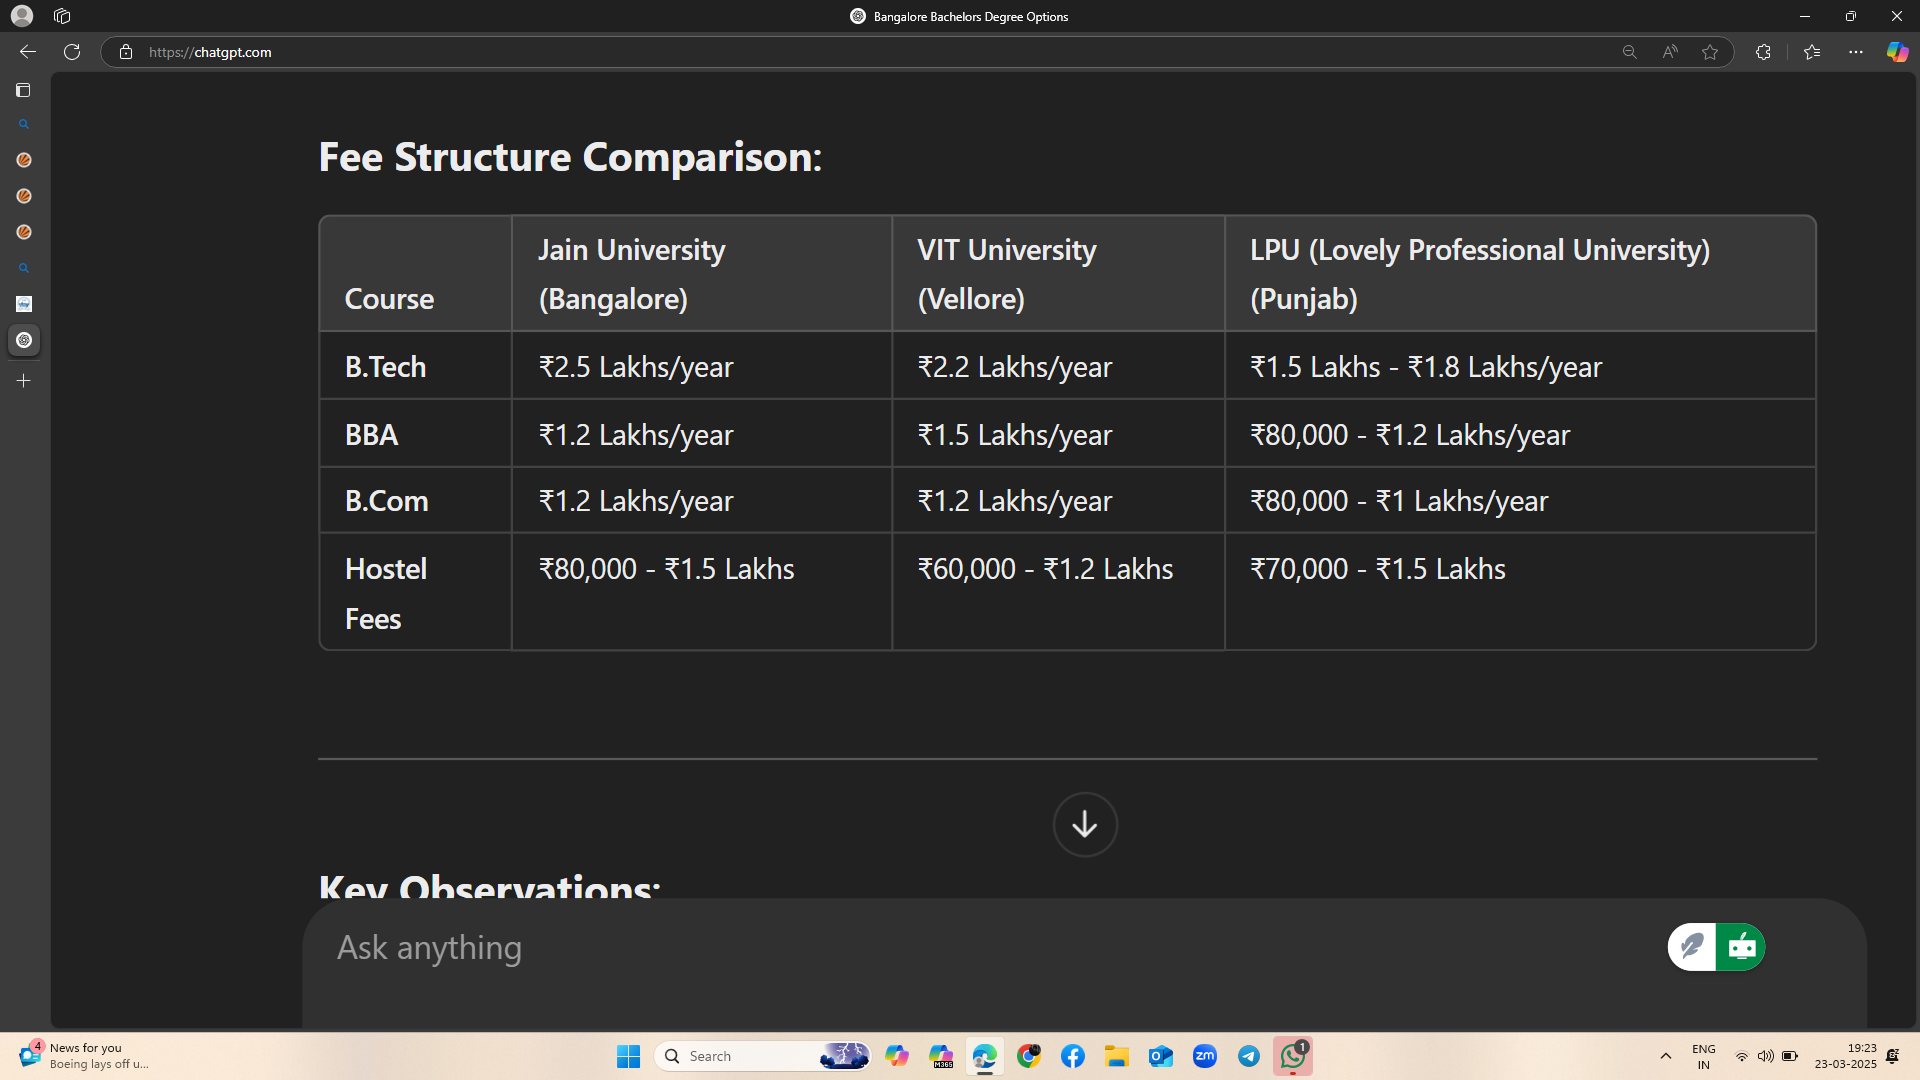 Bangalore Bachelors Degree Options
https://chatgpt.com
Fee Structure Comparison:
Course
Jain University (Bangalore)
VIT University (Vellore)
LPU (Lovely Professional University) (Punjab)
B.Tech ₹2.5 Lakhs/year ₹2.2 Lakhs/year ₹1.5 Lakhs - ₹1.8 Lakhs/year
BBA ₹1.2 Lakhs/year ₹1.5 Lakhs/year ₹80,000 - ₹1.2 Lakhs/year
B.Com ₹1.2 Lakhs/year ₹1.2 Lakhs/year ₹80,000 - ₹1 Lakhs/year
Hostel Fees ₹80,000 - ₹1.5 Lakhs ₹60,000 - ₹1.2 Lakhs ₹70,000 - ₹1.5 Lakhs
Key Observations:
Ask anything
4
News for you
Boeing lays off u...
Search
M365
zm
1
ENG
IN
19:23
23-03-2025